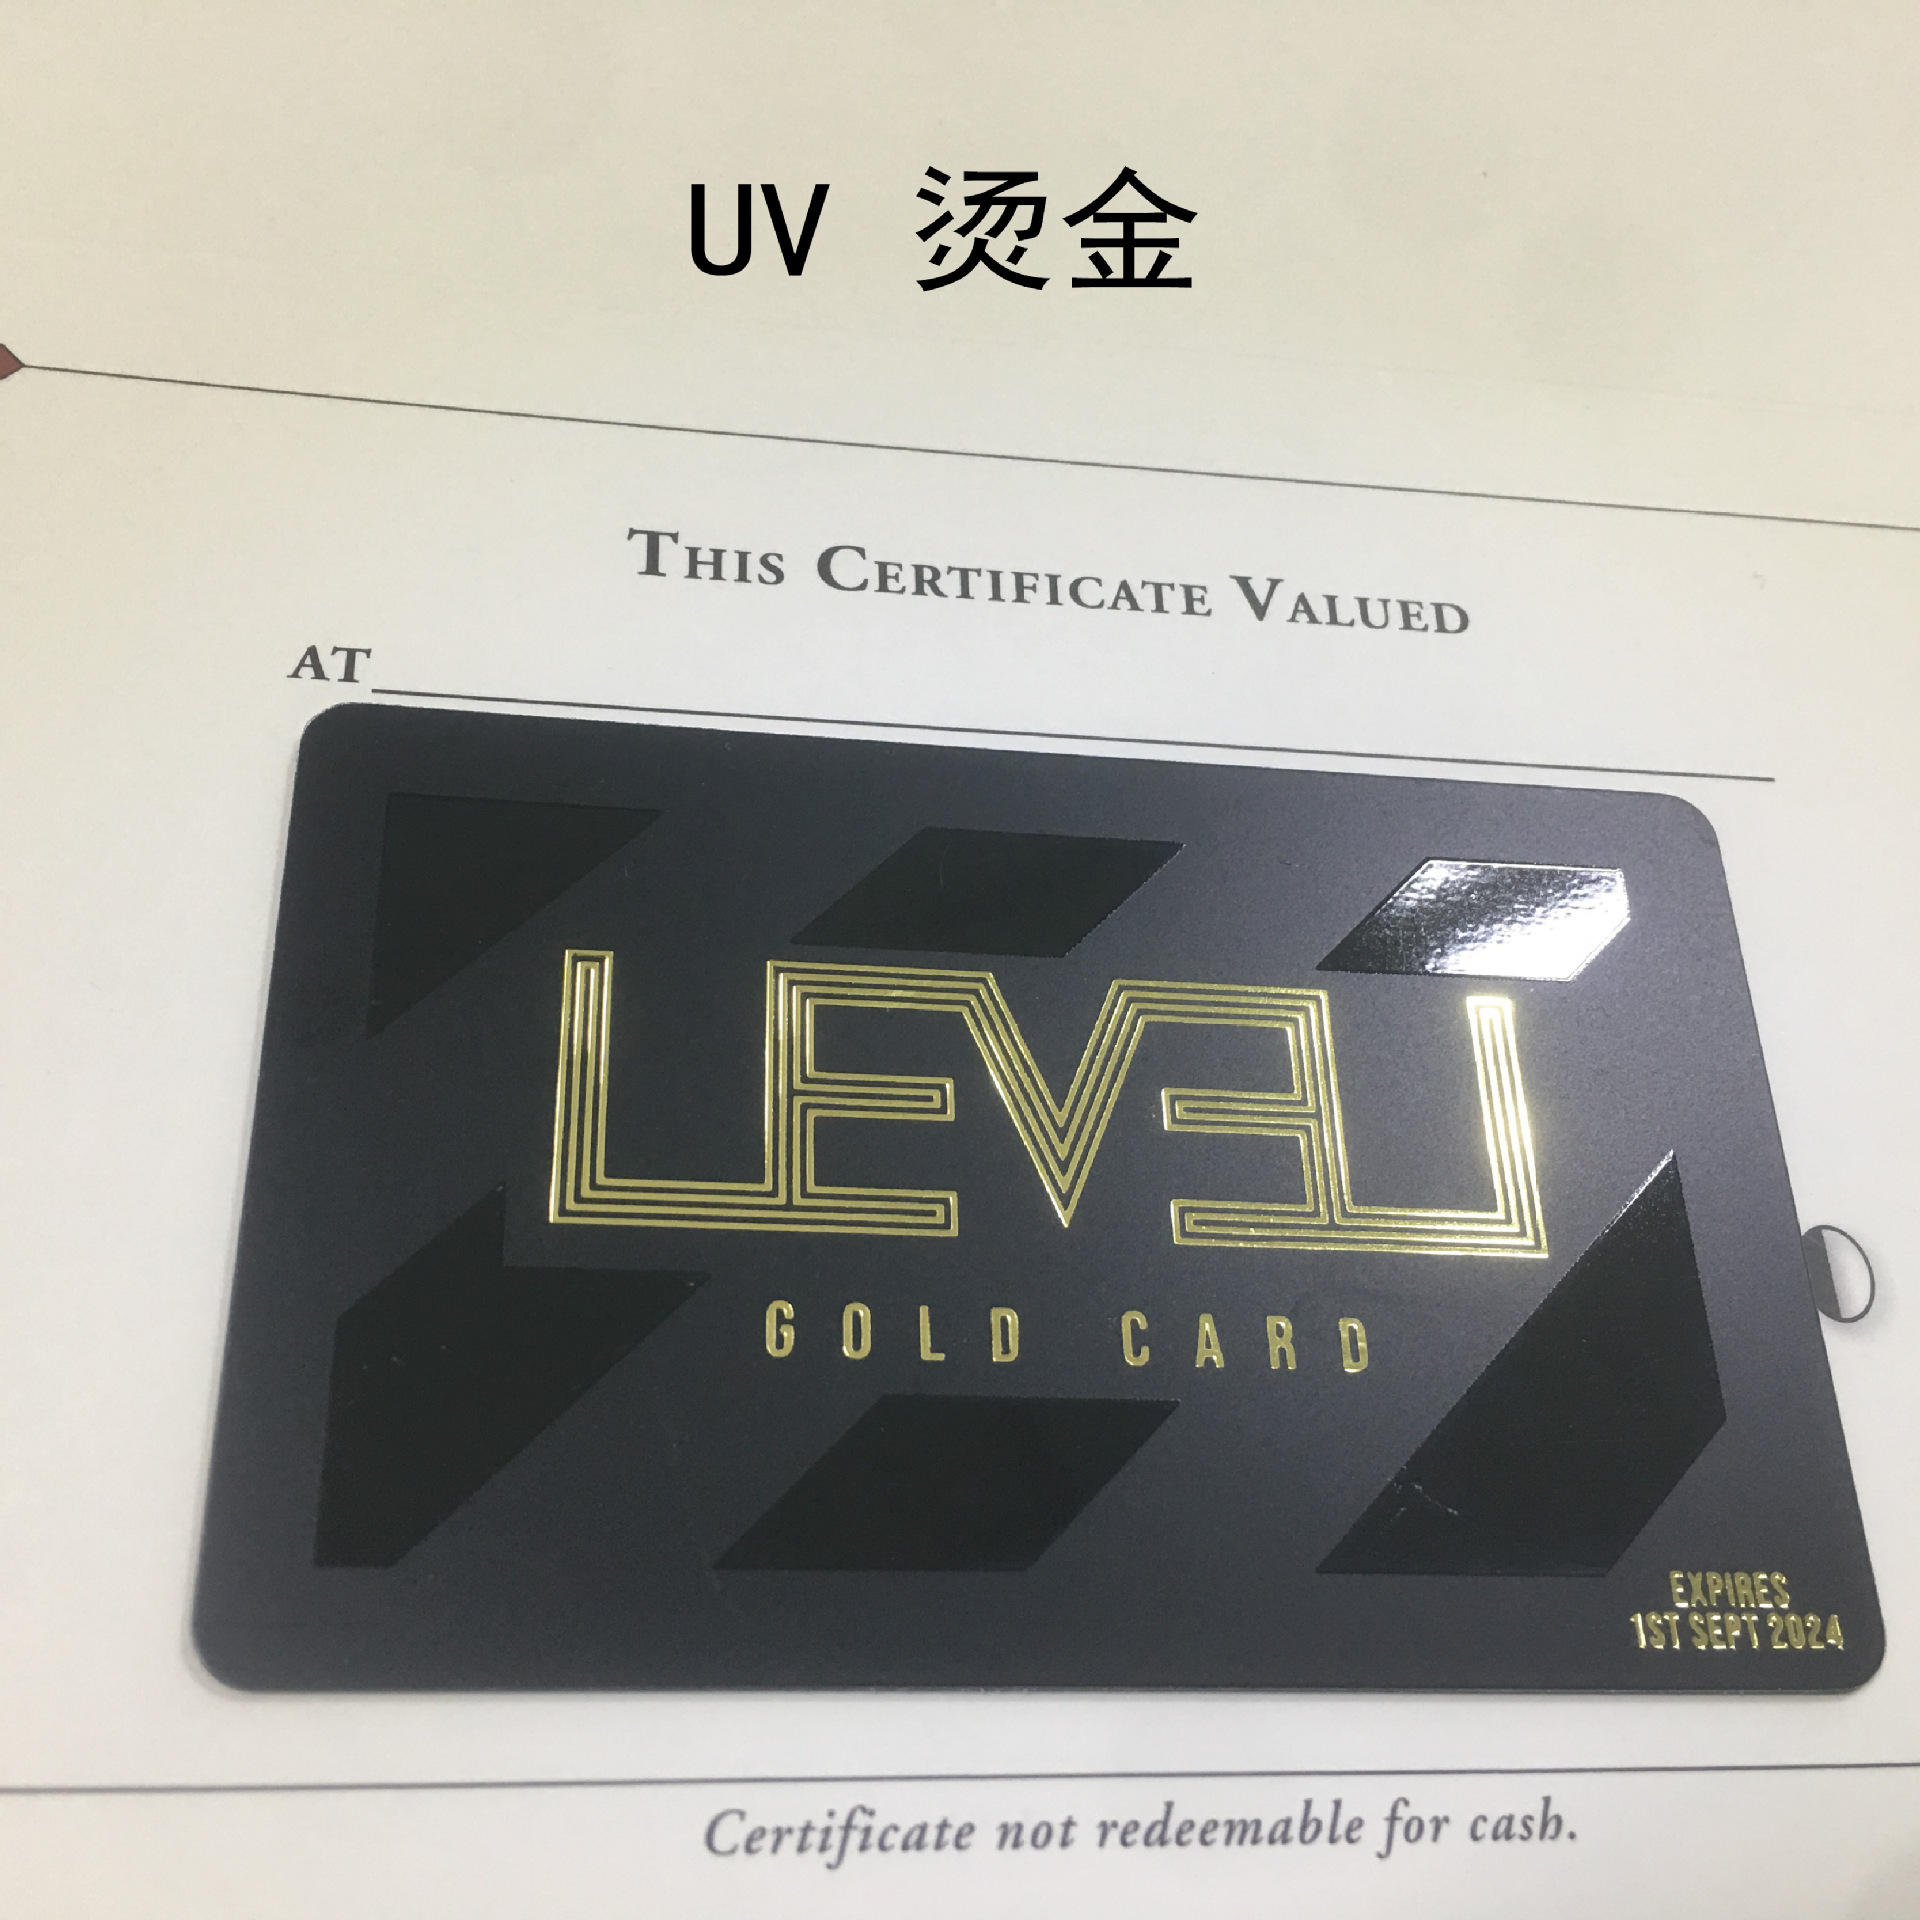 UV 烫金
THIS CERTIFICATE VALUED
AT
LEVEL
GOLD CARD
EXPIRES
1ST SEPT 2024
Certificate not redeemable for cash.